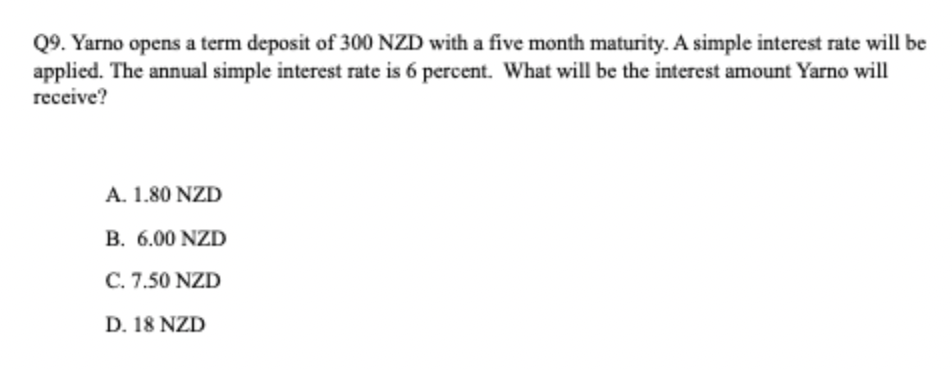 Q9. Yarno opens a term deposit of 300 NZD with a five month maturity. A simple interest rate will be
applied. The annual simple interest rate is 6 percent. What will be the interest amount Yarno will
receive?
A. 1.80 NZD
B. 6.00 NZD
C. 7.50 NZD
D. 18 NZD